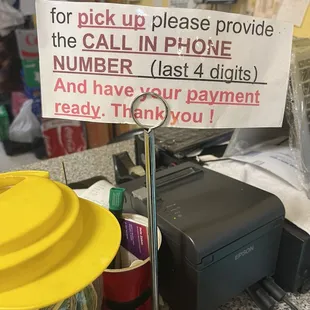 for pick up please provide
the CALL IN PHONE
NUMBER (last 4 digits)
And have your payment
ready. Thank you !
EPSON